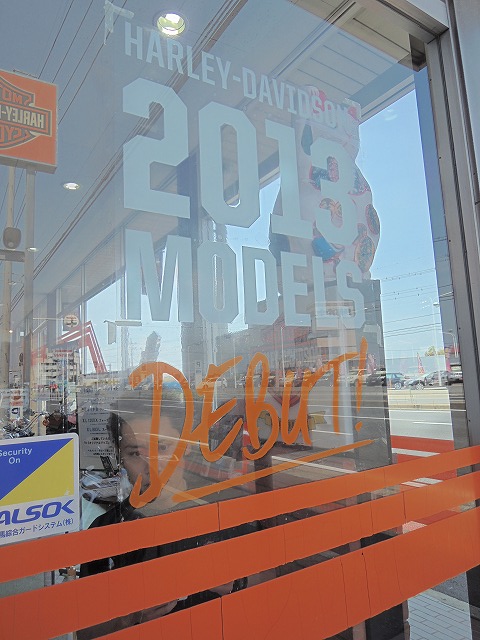 HARLEY-DAVIDSON
2013
MODELS
DEBUT!
HARLEY-
Security
On
ALSOK
綜合ガードシステム(株)